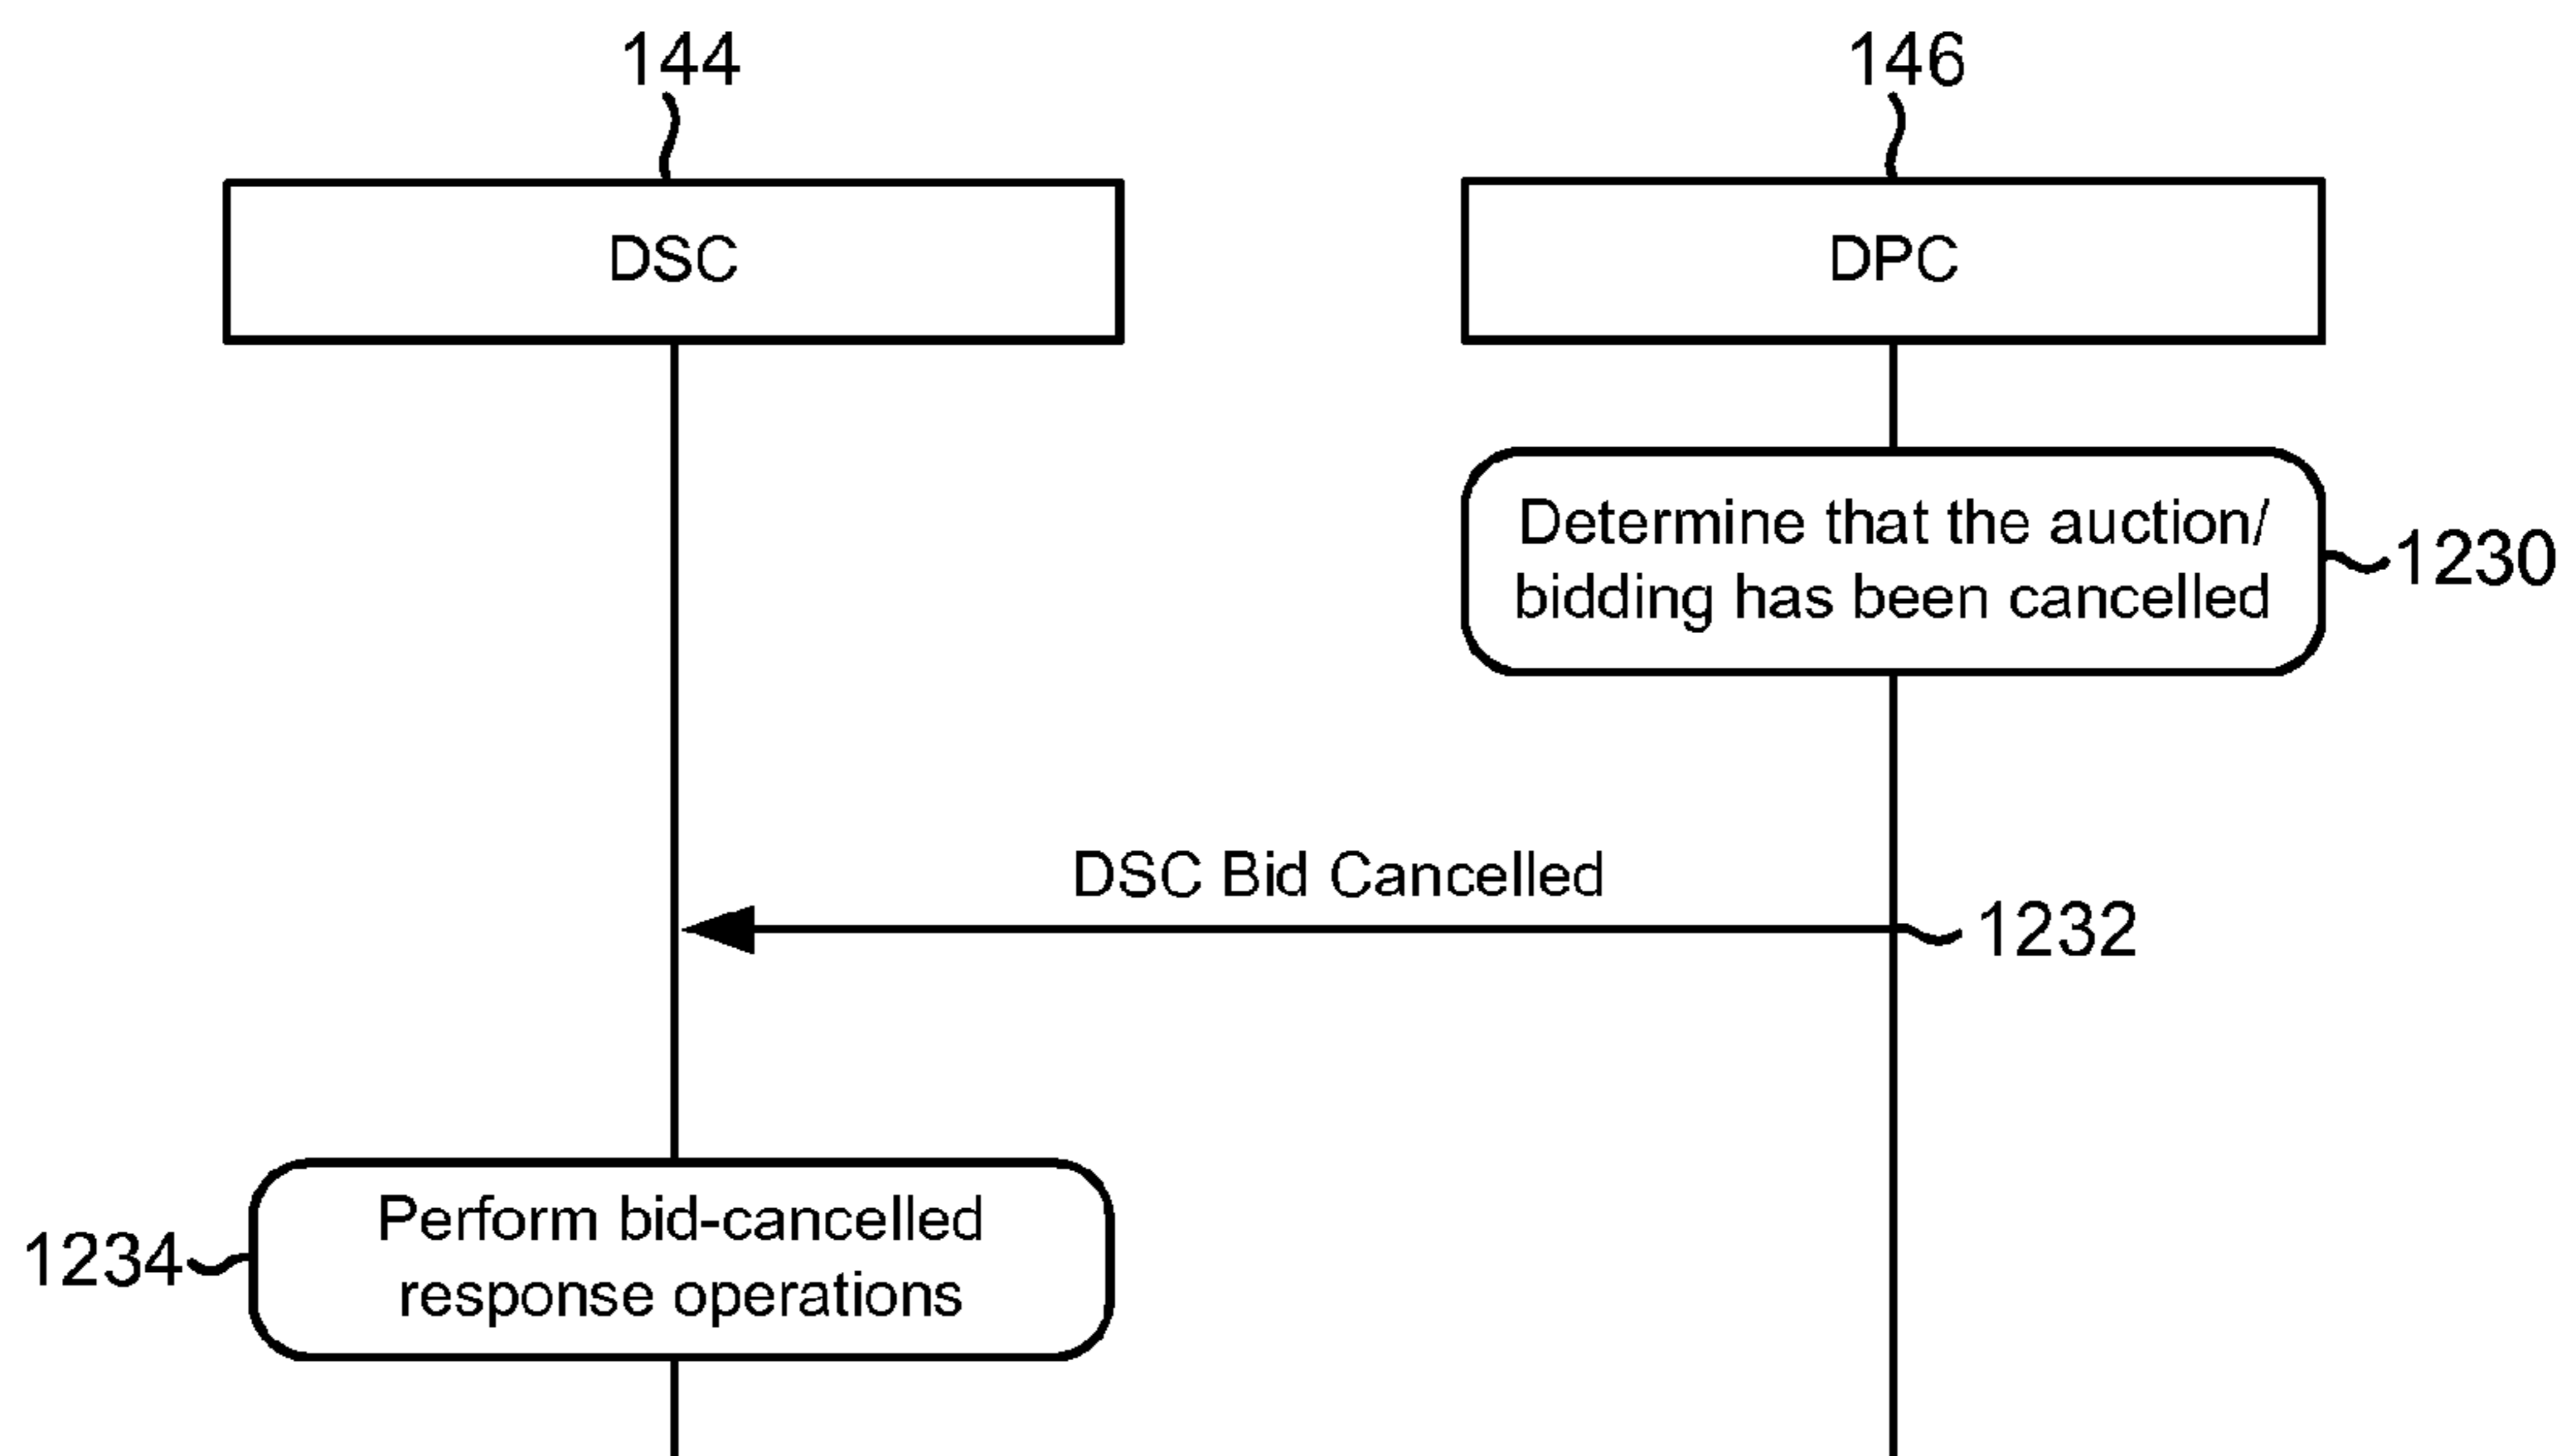 144
146
DSC
DPC
Determine that the auction/
bidding has been cancelled
1230
DSC Bid Cancelled
1232
Perform bid-cancelled
response operations
1234